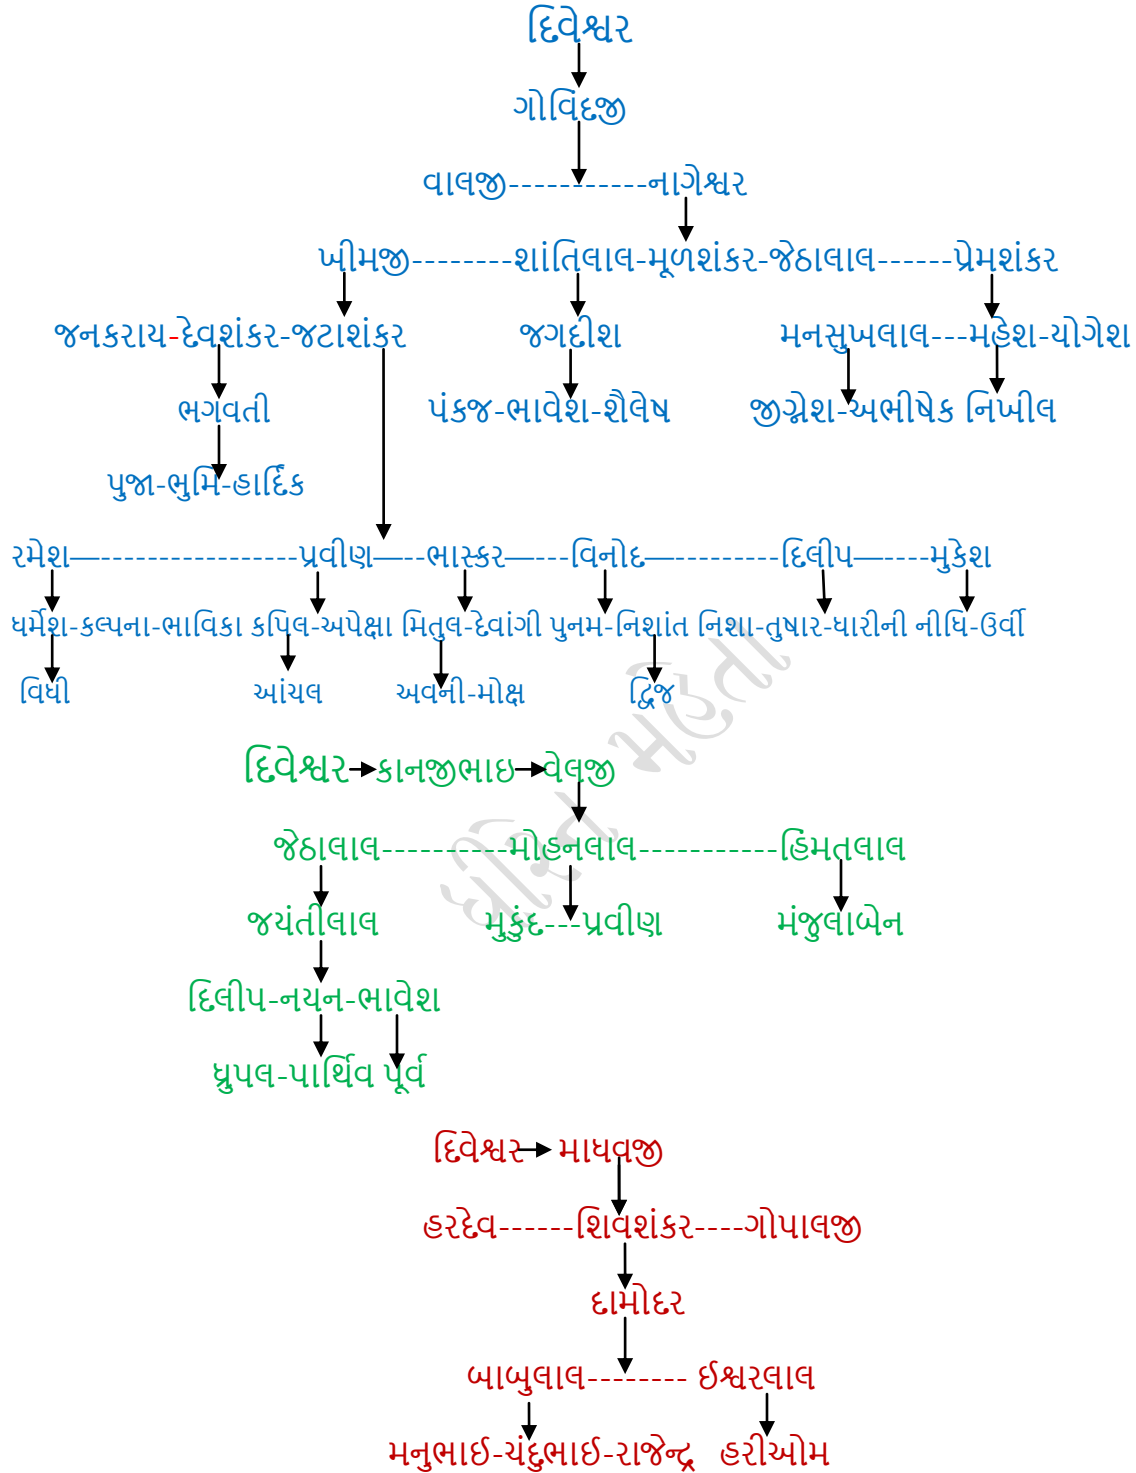 દિવેશ્વર
ગોવિંદજી
વાલજી-----------નાગેશ્વર
ખીમજી--------શાંતિલાલ-મૂળશંકર-જેઠાલાલ------પ્રેમશંકર
જનકરાય-દેવશંકર-જટાશંકર જગદીશ મનસુખલાલ---મહેશ-યોગેશ
ભગવતી પંકજ-ભાવેશ-શૈલેષ જીગ્નેશ-અભીષેક નિખીલ
પુજા-ભુમિ-હાર્દિક
રમેશ—-----------------પ્રવીણ—--ભાસ્કર—---વિનોદ—---------દિલીપ—----મુકેશ
ધર્મેશ-કલ્પના-ભાવિકા કપિલ-અપેક્ષા મિતુલ-દેવાંગી પુનમ-નિશાંત નિશા-તુષાર-ધારીની નીધિ-ઉર્વી
વિધી આંચલ અવની-મોક્ષ દ્વિજ
દિવેશ્વર કાનજીભાઇ વેલજી
જેઠાલાલ----------મોહનલાલ-----------હિંમતલાલ
જયંતીલાલ મુકુંદ---પ્રવીણ મંજુલાબેન
દિલીપ-નયન-ભાવેશ
ધ્રુપલ-પાર્થિવ પૂર્વ
દિવેશ્વર માધવજી
હરદેવ------શિવશંકર----ગોપાલજી
દામોદર
બાબુલાલ-------- ઈશ્વરલાલ
મનુભાઈ-ચંદુભાઈ-રાજેન્દ્ર હરીઓમ
મહેતા